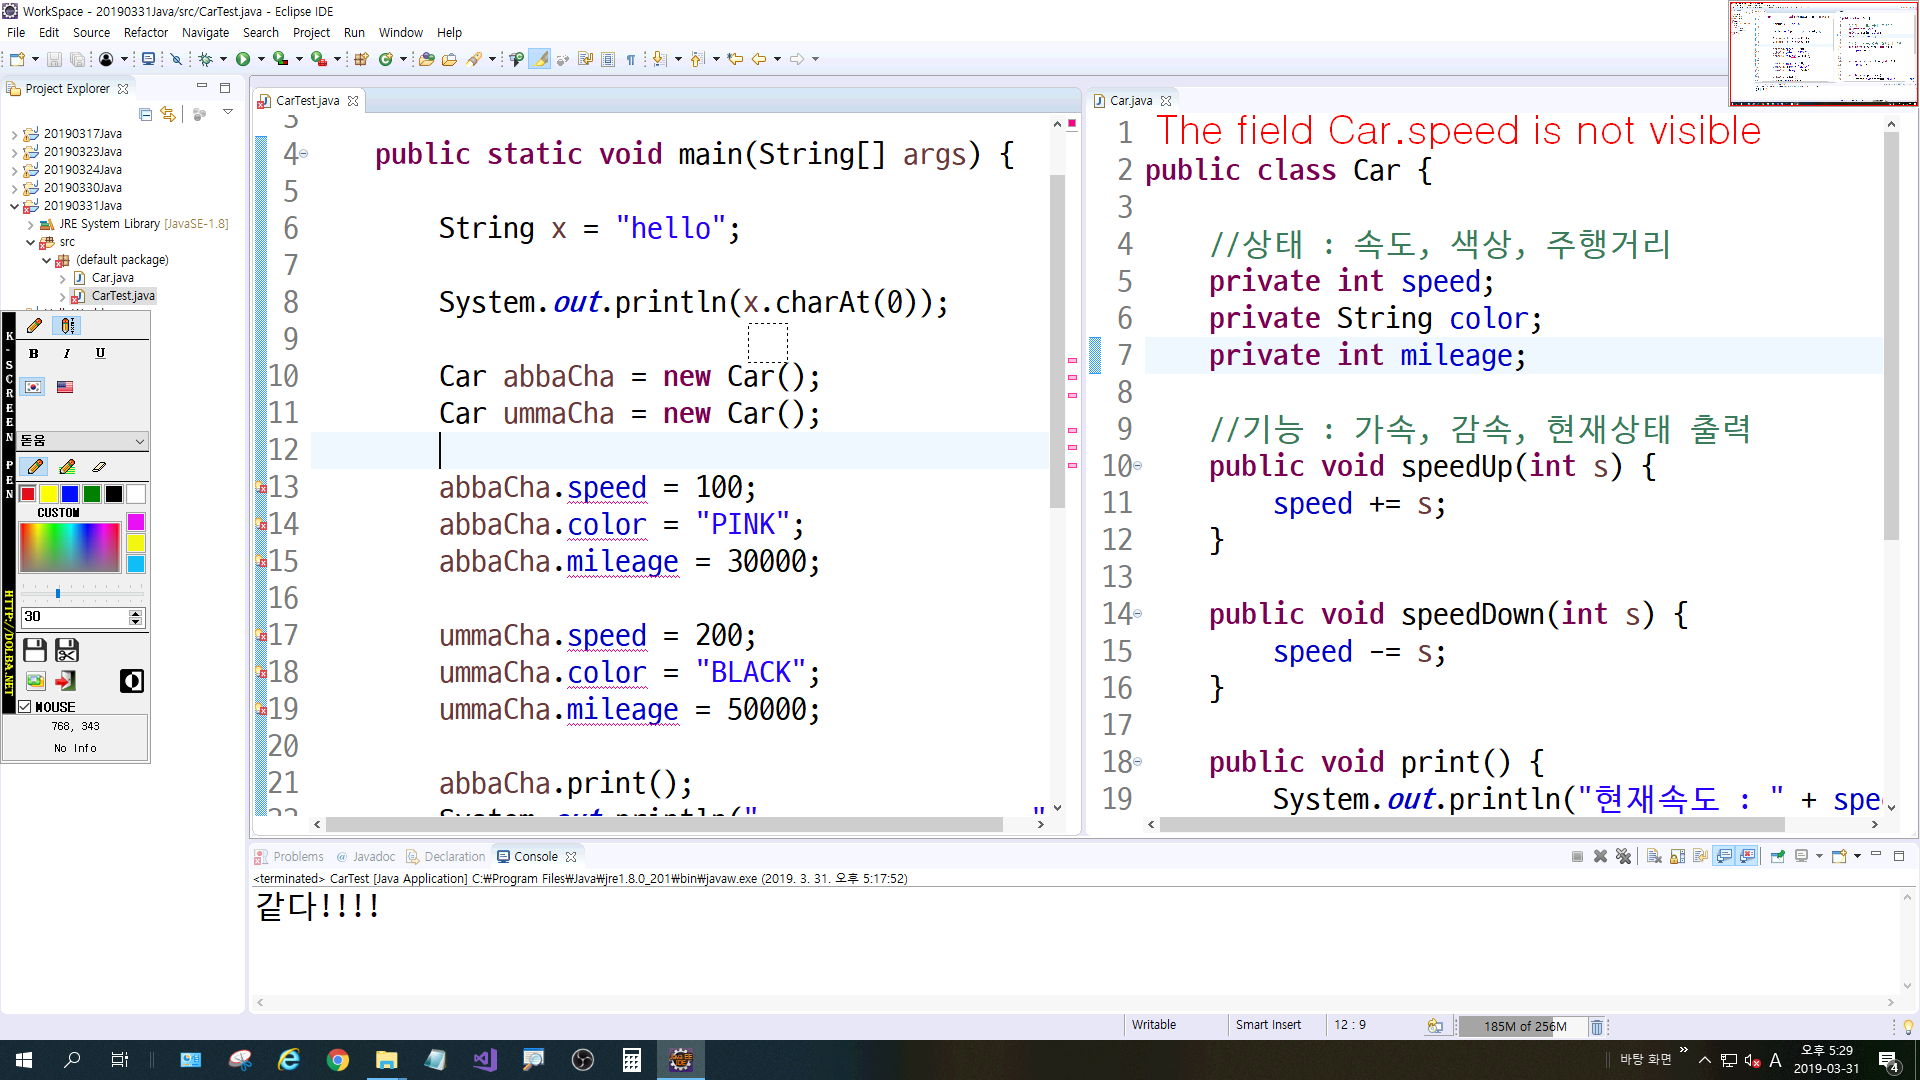 WorkSpace - 20190331Java/src/CarTest.java - Eclipse IDE
File Edit Source Refactor Navigate Search Project Run Window Help
Project Explorer
20190317Java
20190323Java
20190324Java
20190330Java
20190331Java
JRE System Library [JavaSE-1.8]
src
(default package)
Car.java
CarTest.java
K-SCREEN PEN
HTTP://DOLBA.NET
B I U
돋움
CUSTOM
30
MOUSE
768, 343
No Info
CarTest.java
3
4 public static void main(String[] args) {
5
6 String x = "hello";
7
8 System.out.println(x.charAt(0));
9
10 Car abbaCha = new Car();
11 Car ummaCha = new Car();
12
13 abbaCha.speed = 100;
14 abbaCha.color = "PINK";
15 abbaCha.mileage = 30000;
16
17 ummaCha.speed = 200;
18 ummaCha.color = "BLACK";
19 ummaCha.mileage = 50000;
20
21 abbaCha.print();
22 System.out.println("
Car.java
1 The field Car.speed is not visible
2 public class Car {
3
4 //상태 : 속도, 색상, 주행거리
5 private int speed;
6 private String color;
7 private int mileage;
8
9 //기능 : 가속, 감속, 현재상태 출력
10 public void speedUp(int s) {
11 speed += s;
12 }
13
14 public void speedDown(int s) {
15 speed -= s;
16 }
17
18 public void print() {
19 System.out.println("현재속도 : " + spe
Problems @ Javadoc Declaration Console
<terminated> CarTest [Java Application] C:₩Program Files₩Java₩jre1.8.0_201₩bin₩javaw.exe (2019. 3. 31. 오후 5:17:52)
같다!!!!
Writable Smart Insert 12 : 9 185M of 256M
바탕 화면 A 오후 5:29
2019-03-31
4